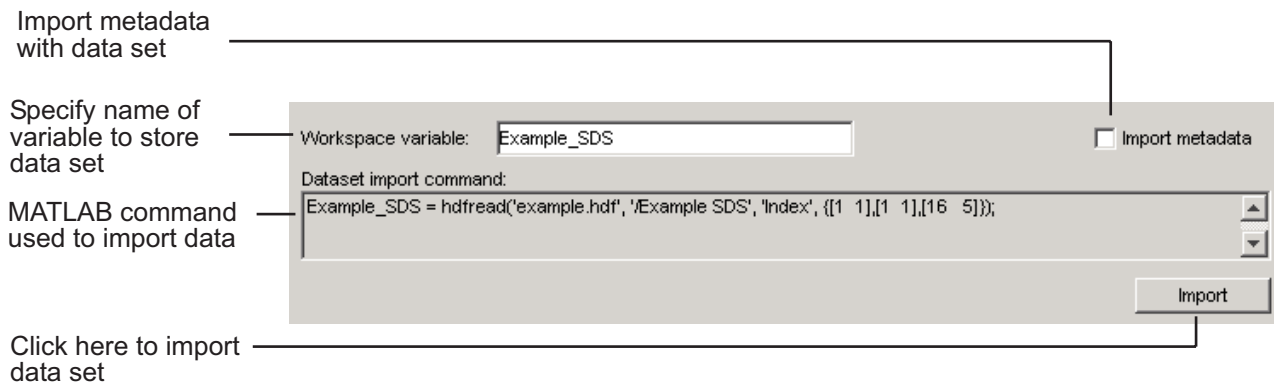 Import metadata
with data set
Specify name of
variable to store
data set
Workspace variable: Example_SDS Import metadata
Dataset import command:
MATLAB command
used to import data
Example_SDS = hdfread('example.hdf', '/Example SDS', 'Index', {[1 1],[1 1],[16 5]});
Import
Click here to import
data set